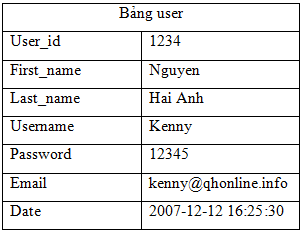 Bảng user
User_id 1234
First_name Nguyen
Last_name Hai Anh
Username Kenny
Password 12345
Email kenny@qhonline.info
Date 2007-12-12 16:25:30